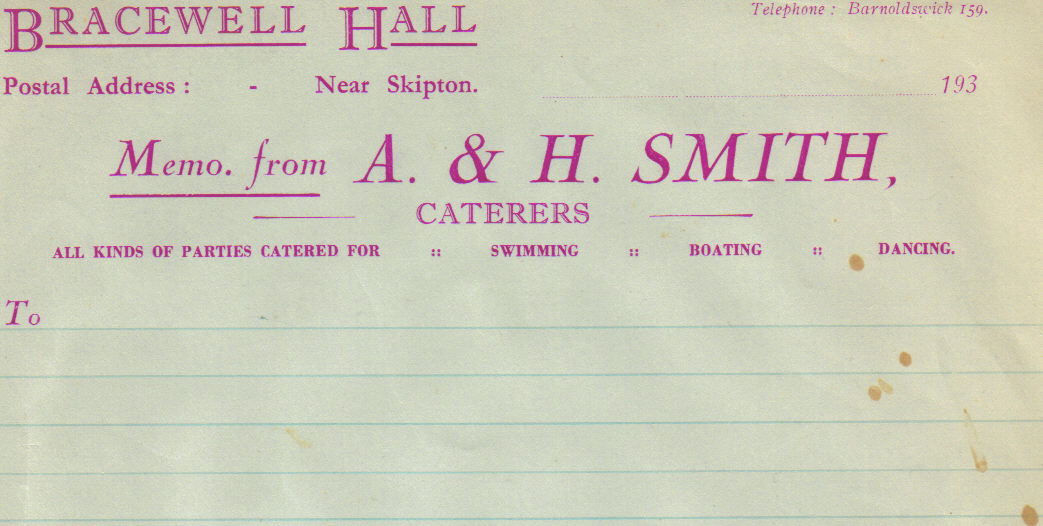 BRACEWELL HALL
Telephone : Barnoldswick 159.
Postal Address : - Near Skipton.
193
Memo. from A. & H. SMITH,
CATERERS
ALL KINDS OF PARTIES CATERED FOR :: SWIMMING :: BOATING :: DANCING.
To